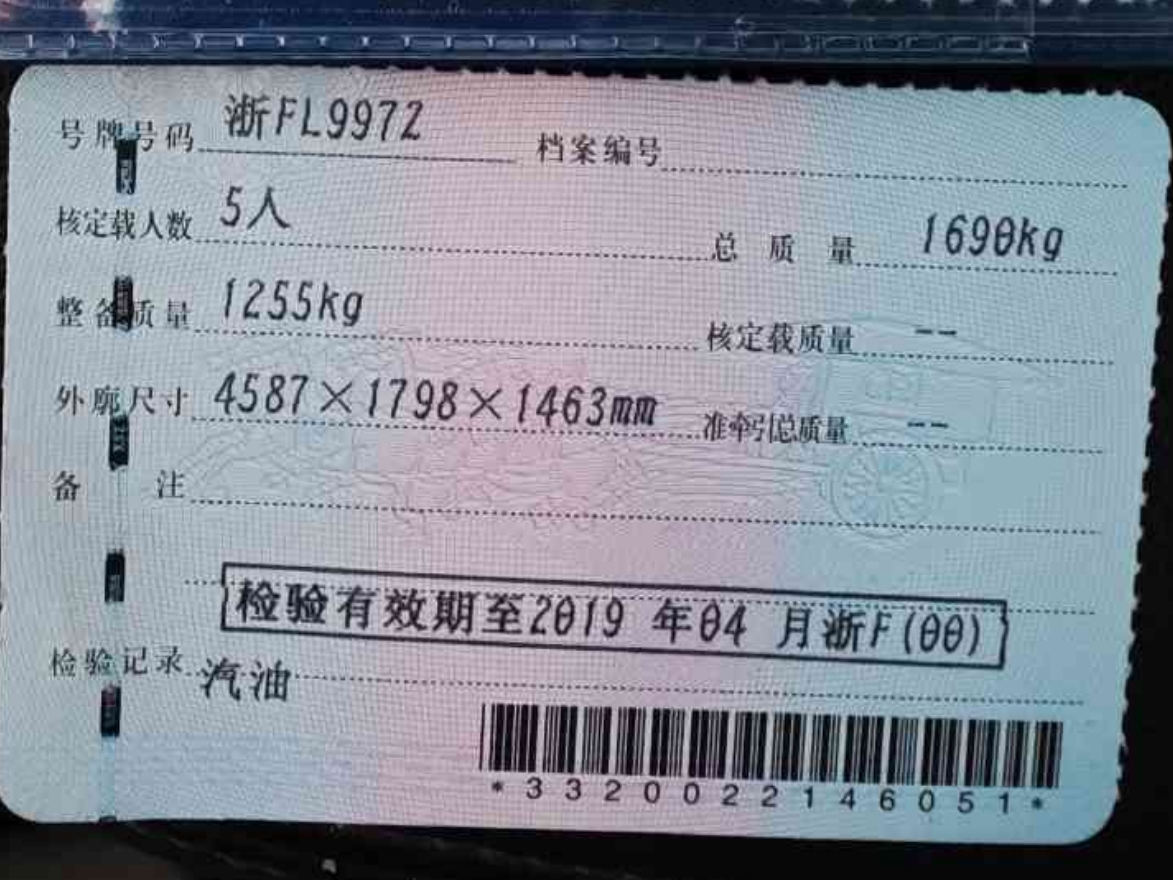 号牌号码 浙FL9972 档案编号
核定载人数 5人 总质量 1690kg
整备质量 1255kg 核定载质量 --
外廓尺寸 4587×1798×1463mm 准牵引总质量 --
备注
检验有效期至2019 年04 月浙F(00)
检验记录 汽油
*3320022146051*